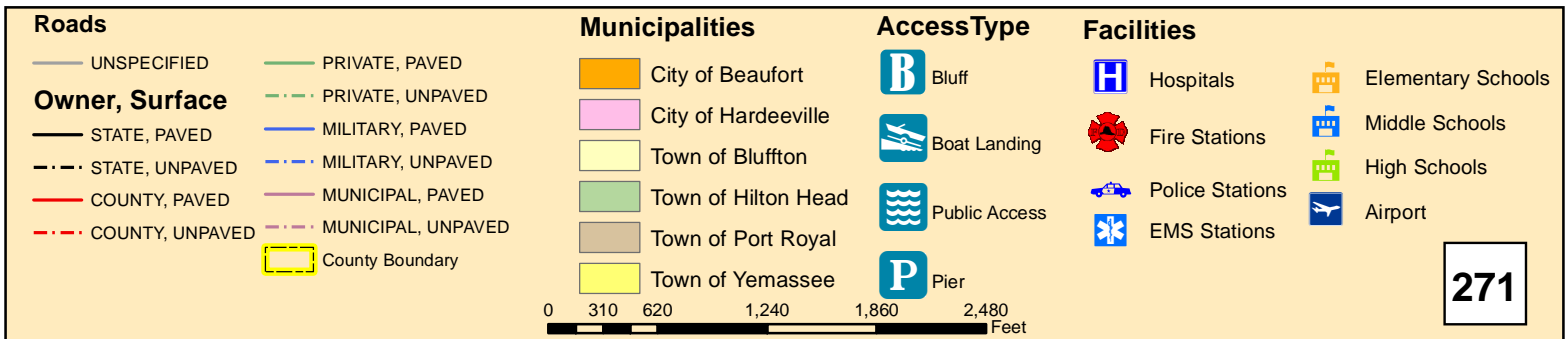 Roads
UNSPECIFIED
Owner, Surface
STATE, PAVED
STATE, UNPAVED
COUNTY, PAVED
COUNTY, UNPAVED
PRIVATE, PAVED
PRIVATE, UNPAVED
MILITARY, PAVED
MILITARY, UNPAVED
MUNICIPAL, PAVED
MUNICIPAL, UNPAVED
County Boundary
Municipalities
City of Beaufort
City of Hardeeville
Town of Bluffton
Town of Hilton Head
Town of Port Royal
Town of Yemassee
AccessType
B Bluff
Boat Landing
Public Access
P Pier
Facilities
H Hospitals
Fire Stations
Police Stations
EMS Stations
Elementary Schools
Middle Schools
High Schools
Airport
0 310 620 1,240 1,860 2,480
Feet
271